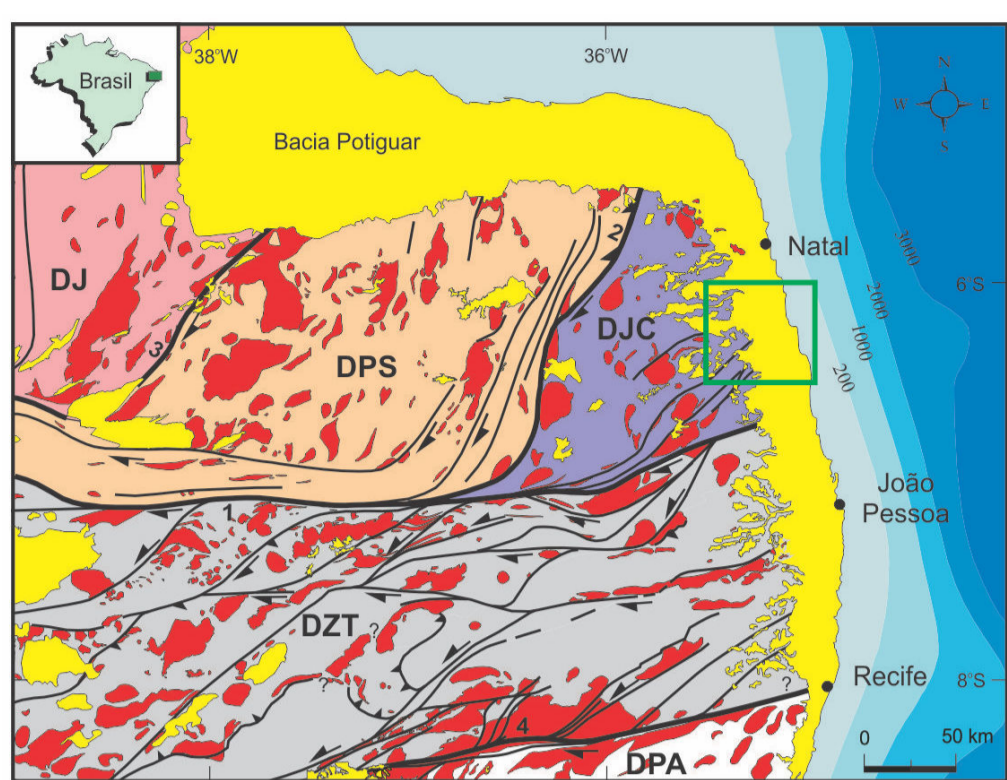 Brasil
38°W
36°W
N
W
E
S
Bacia Potiguar
2
Natal
3000
6°S
DJ
2000
DJC
3
1000
DPS
200
João
Pessoa
1
DZT
?
?
?
Recife
8°S
4
0
50 km
DPA